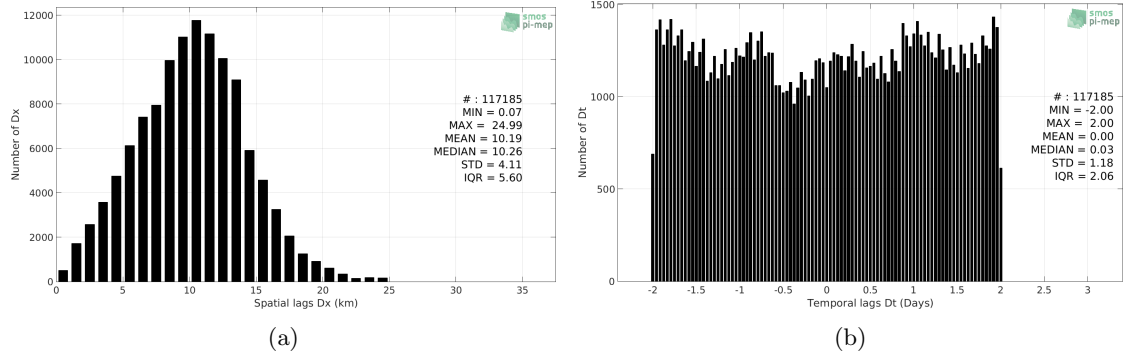 12000
10000
8000
6000
4000
2000
0
Number of Dx
smos
pi-mep
# : 117185
MIN = 0.07
MAX = 24.99
MEAN = 10.19
MEDIAN = 10.26
STD = 4.11
IQR = 5.60
0 5 10 15 20 25 30 35
Spatial lags Dx (km)
(a)
1500
1000
500
0
Number of Dt
smos
pi-mep
# : 117185
MIN = -2.00
MAX = 2.00
MEAN = 0.00
MEDIAN = 0.03
STD = 1.18
IQR = 2.06
-2 -1.5 -1 -0.5 0 0.5 1 1.5 2 2.5 3
Temporal lags Dt (Days)
(b)